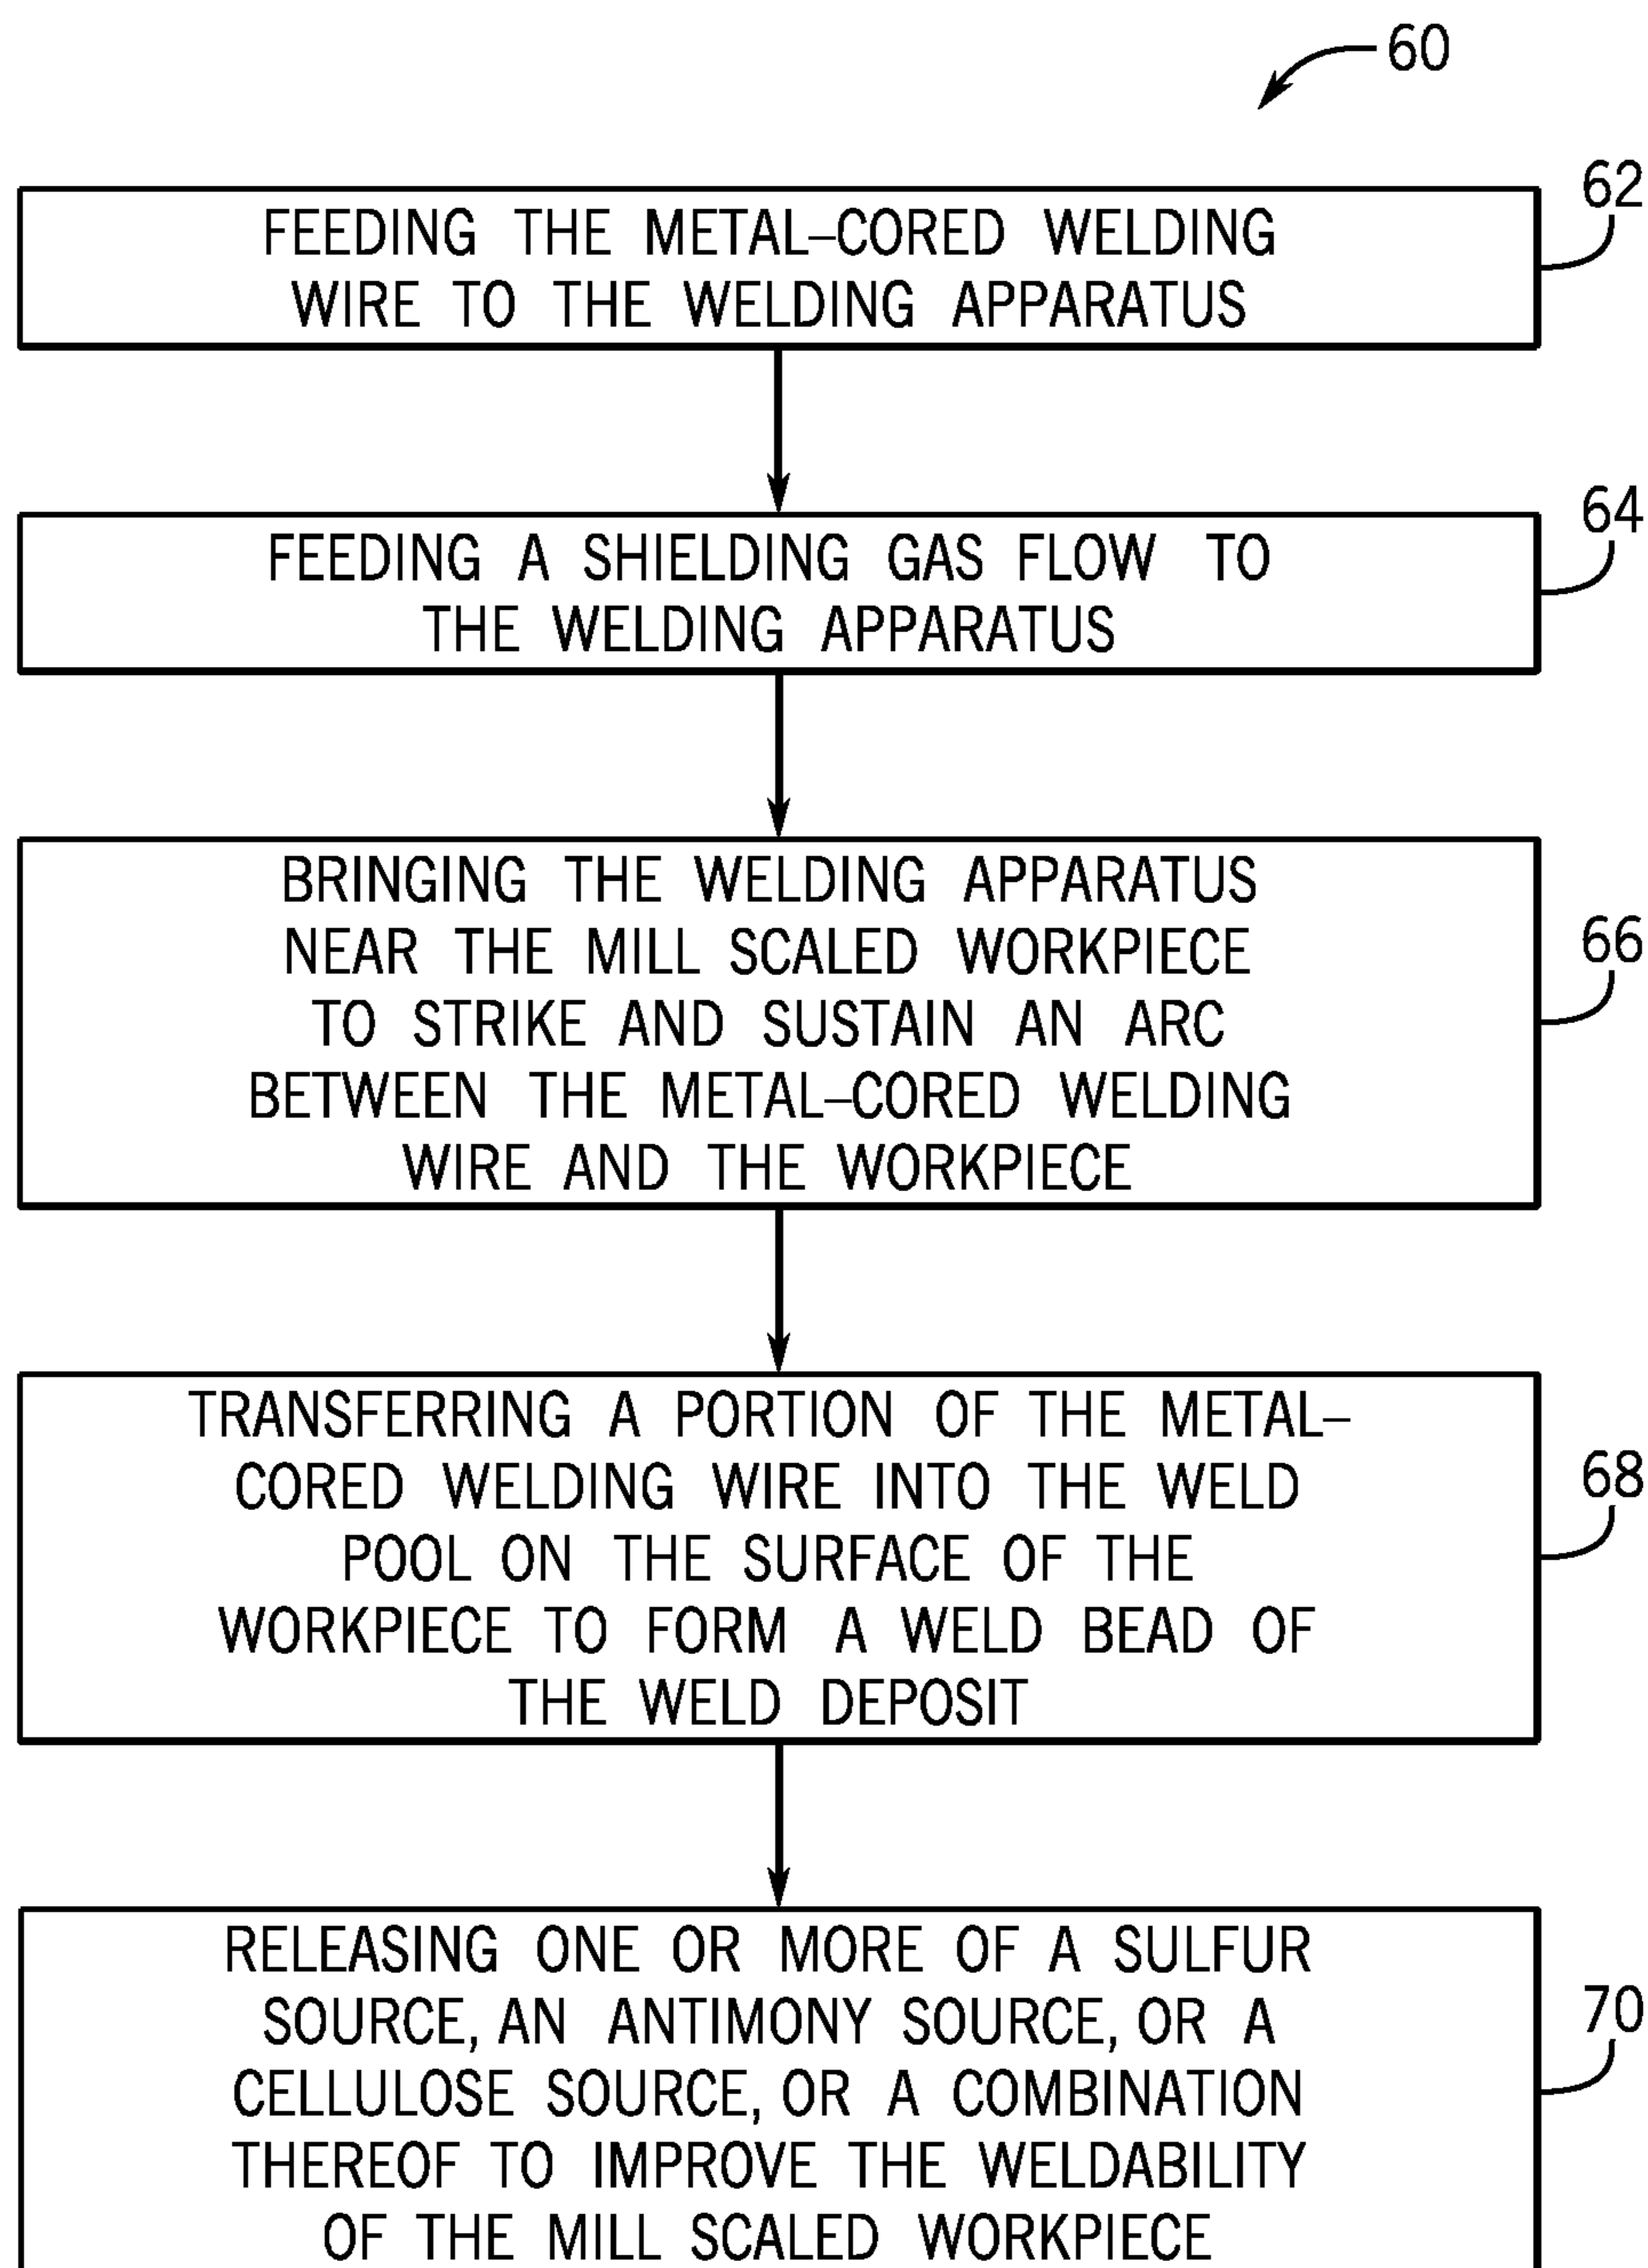 60
62
FEEDING THE METAL-CORED WELDING
WIRE TO THE WELDING APPARATUS
64
FEEDING A SHIELDING GAS FLOW TO
THE WELDING APPARATUS
BRINGING THE WELDING APPARATUS
NEAR THE MILL SCALED WORKPIECE
66
TO STRIKE AND SUSTAIN AN ARC
BETWEEN THE METAL-CORED WELDING
WIRE AND THE WORKPIECE
TRANSFERRING A PORTION OF THE METAL-
CORED WELDING WIRE INTO THE WELD
68
POOL ON THE SURFACE OF THE
WORKPIECE TO FORM A WELD BEAD OF
THE WELD DEPOSIT
RELEASING ONE OR MORE OF A SULFUR
SOURCE, AN ANTIMONY SOURCE, OR A
70
CELLULOSE SOURCE, OR A COMBINATION
THEREOF TO IMPROVE THE WELDABILITY
OF THE MILL SCALED WORKPIECE